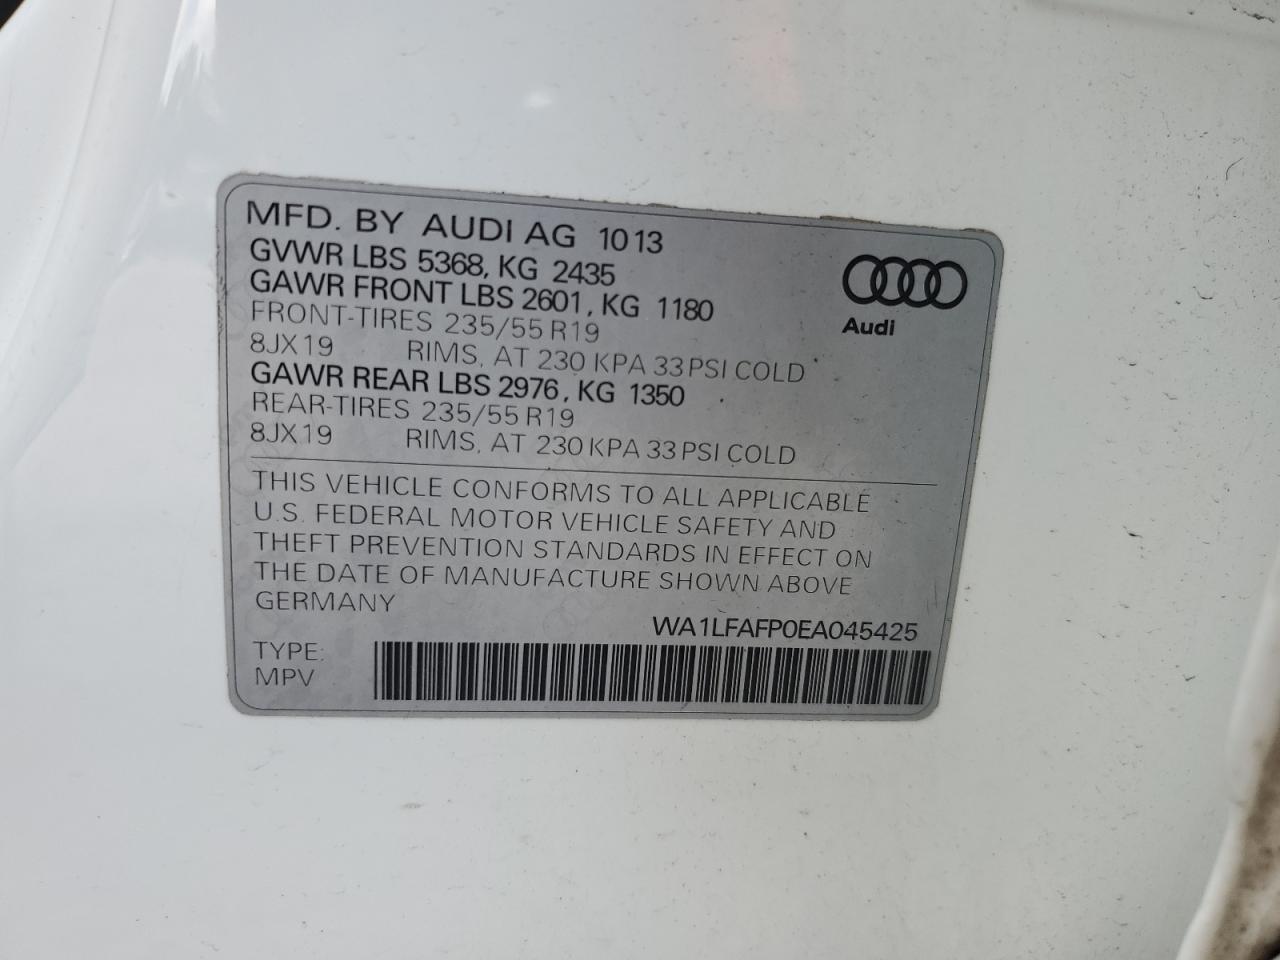 MFD. BY AUDI AG 1013
GVWR LBS 5368, KG 2435
GAWR FRONT LBS 2601, KG 1180
FRONT-TIRES 235/55 R19
8JX19 RIMS, AT 230 KPA 33 PSI COLD
GAWR REAR LBS 2976, KG 1350
REAR-TIRES 235/55 R19
8JX19 RIMS, AT 230 KPA 33 PSI COLD
Audi
THIS VEHICLE CONFORMS TO ALL APPLICABLE
U.S. FEDERAL MOTOR VEHICLE SAFETY AND
THEFT PREVENTION STANDARDS IN EFFECT ON
THE DATE OF MANUFACTURE SHOWN ABOVE
GERMANY
WA1LFAFP0EA045425
TYPE:
MPV